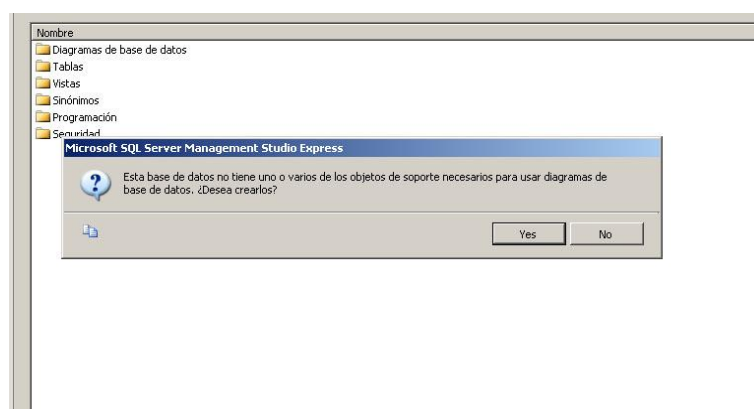 Nombre
Diagramas de base de datos
Tablas
Vistas
Sinónimos
Programación
Seguridad
Microsoft SQL Server Management Studio Express
Esta base de datos no tiene uno o varios de los objetos de soporte necesarios para usar diagramas de
base de datos. ¿Desea crearlos?
Yes No